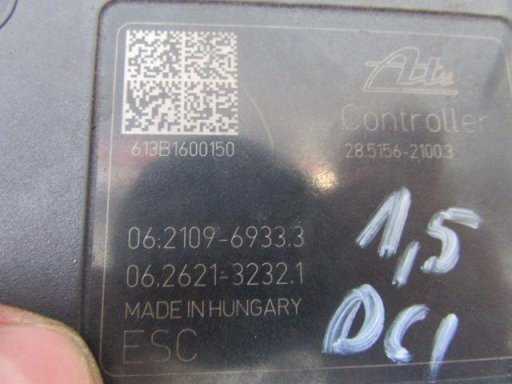 Ate
Controller
613B1600150
28.5156-2100.3
06.2109-6933.3
06.2621-3232.1
MADE IN HUNGARY
ESC
1,5
DCI